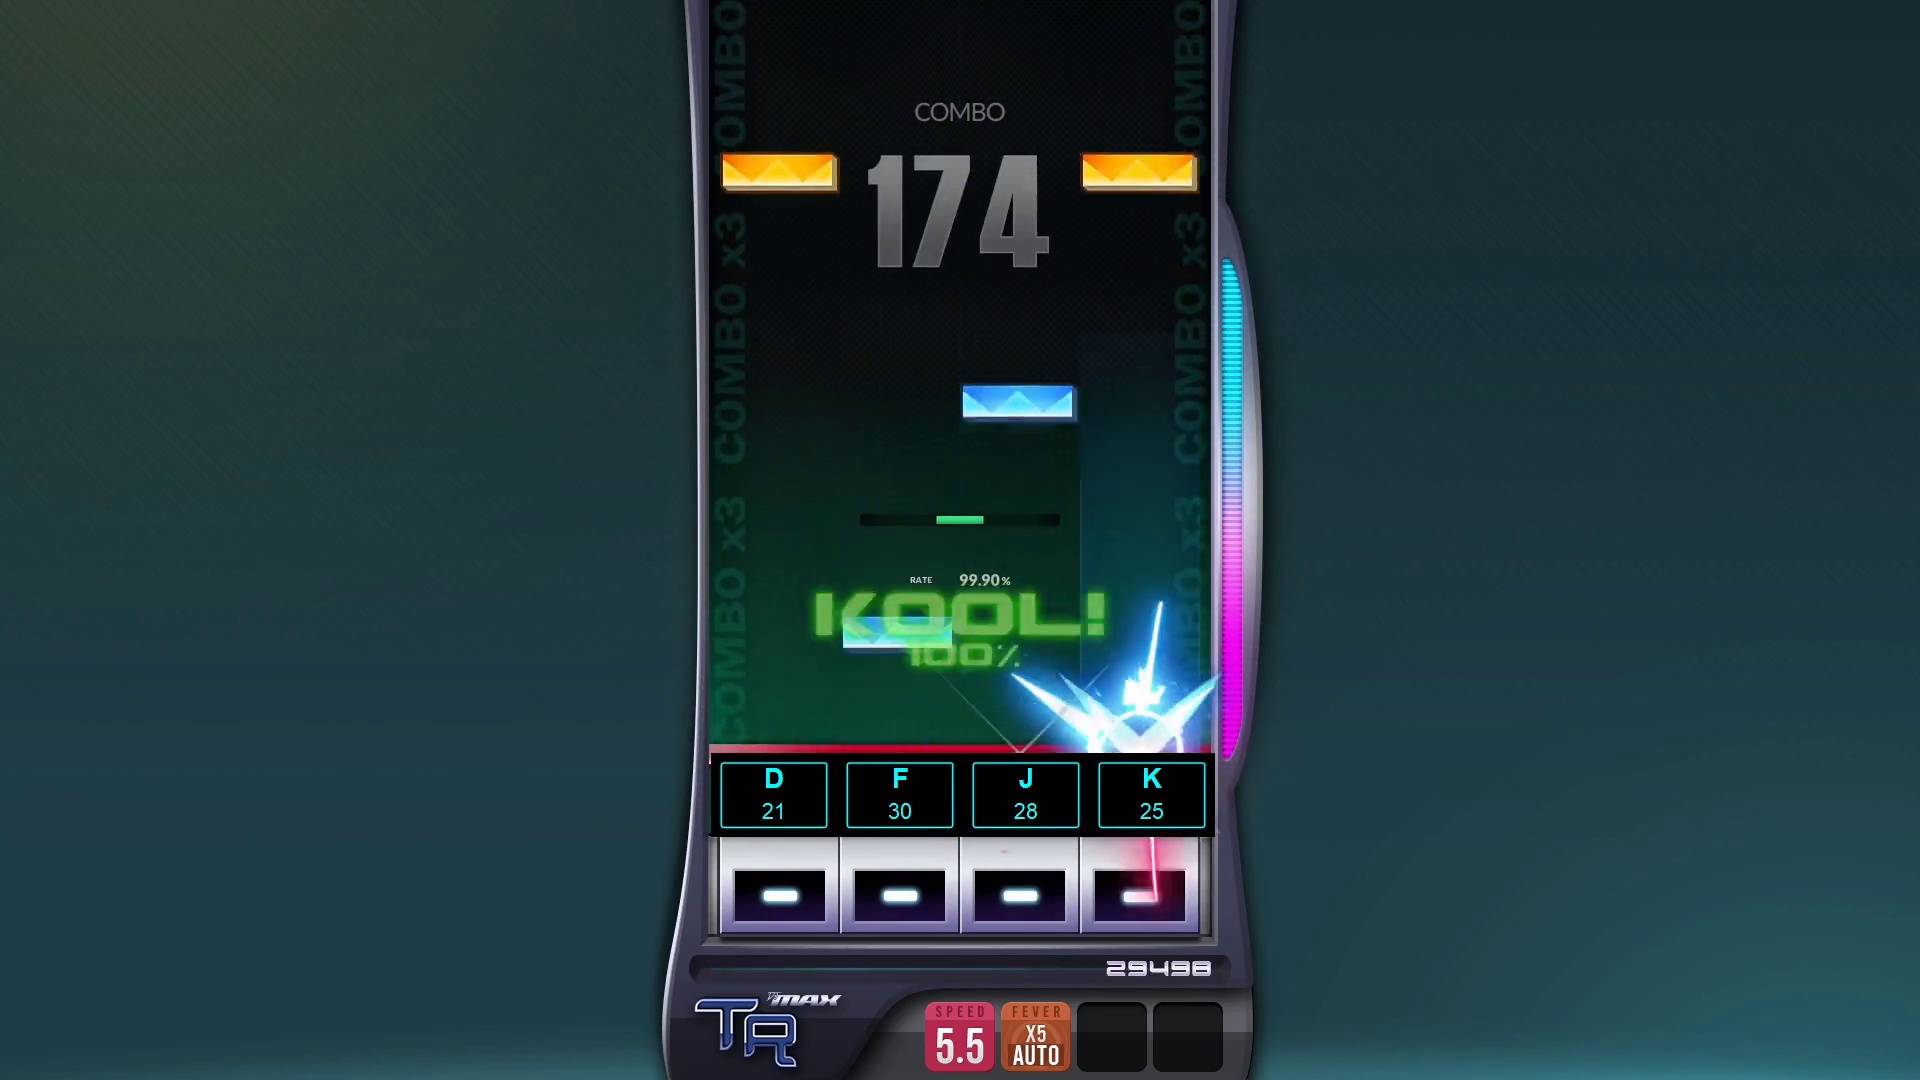 COMBO
174
COMBO x3 COMBO x3 COMBO
COMBO x3 COMBO x3 COMBO
RATE 99.90%
KOOL!
100%
D F J K
21 30 28 25
29498
DJMAX
TR
SPEED FEVER
5.5 X5
AUTO